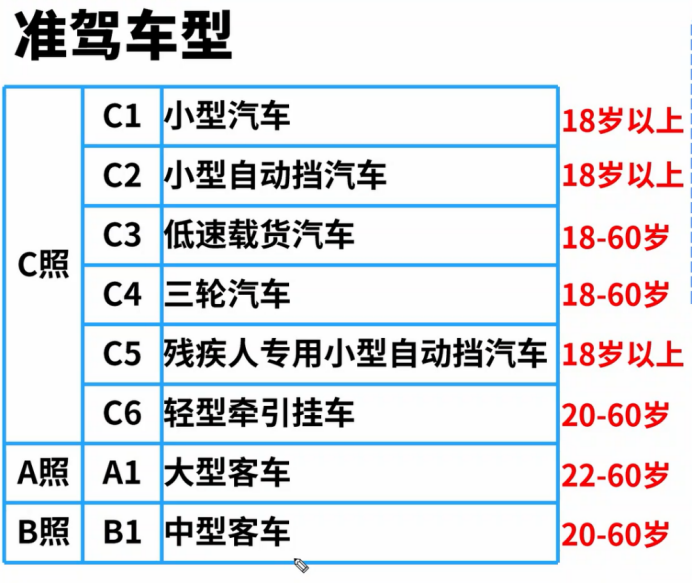 准驾车型
C照
C1 小型汽车 18岁以上
C2 小型自动挡汽车 18岁以上
C3 低速载货汽车 18-60岁
C4 三轮汽车 18-60岁
C5 残疾人专用小型自动挡汽车 18岁以上
C6 轻型牵引挂车 20-60岁
A照 A1 大型客车 22-60岁
B照 B1 中型客车 20-60岁